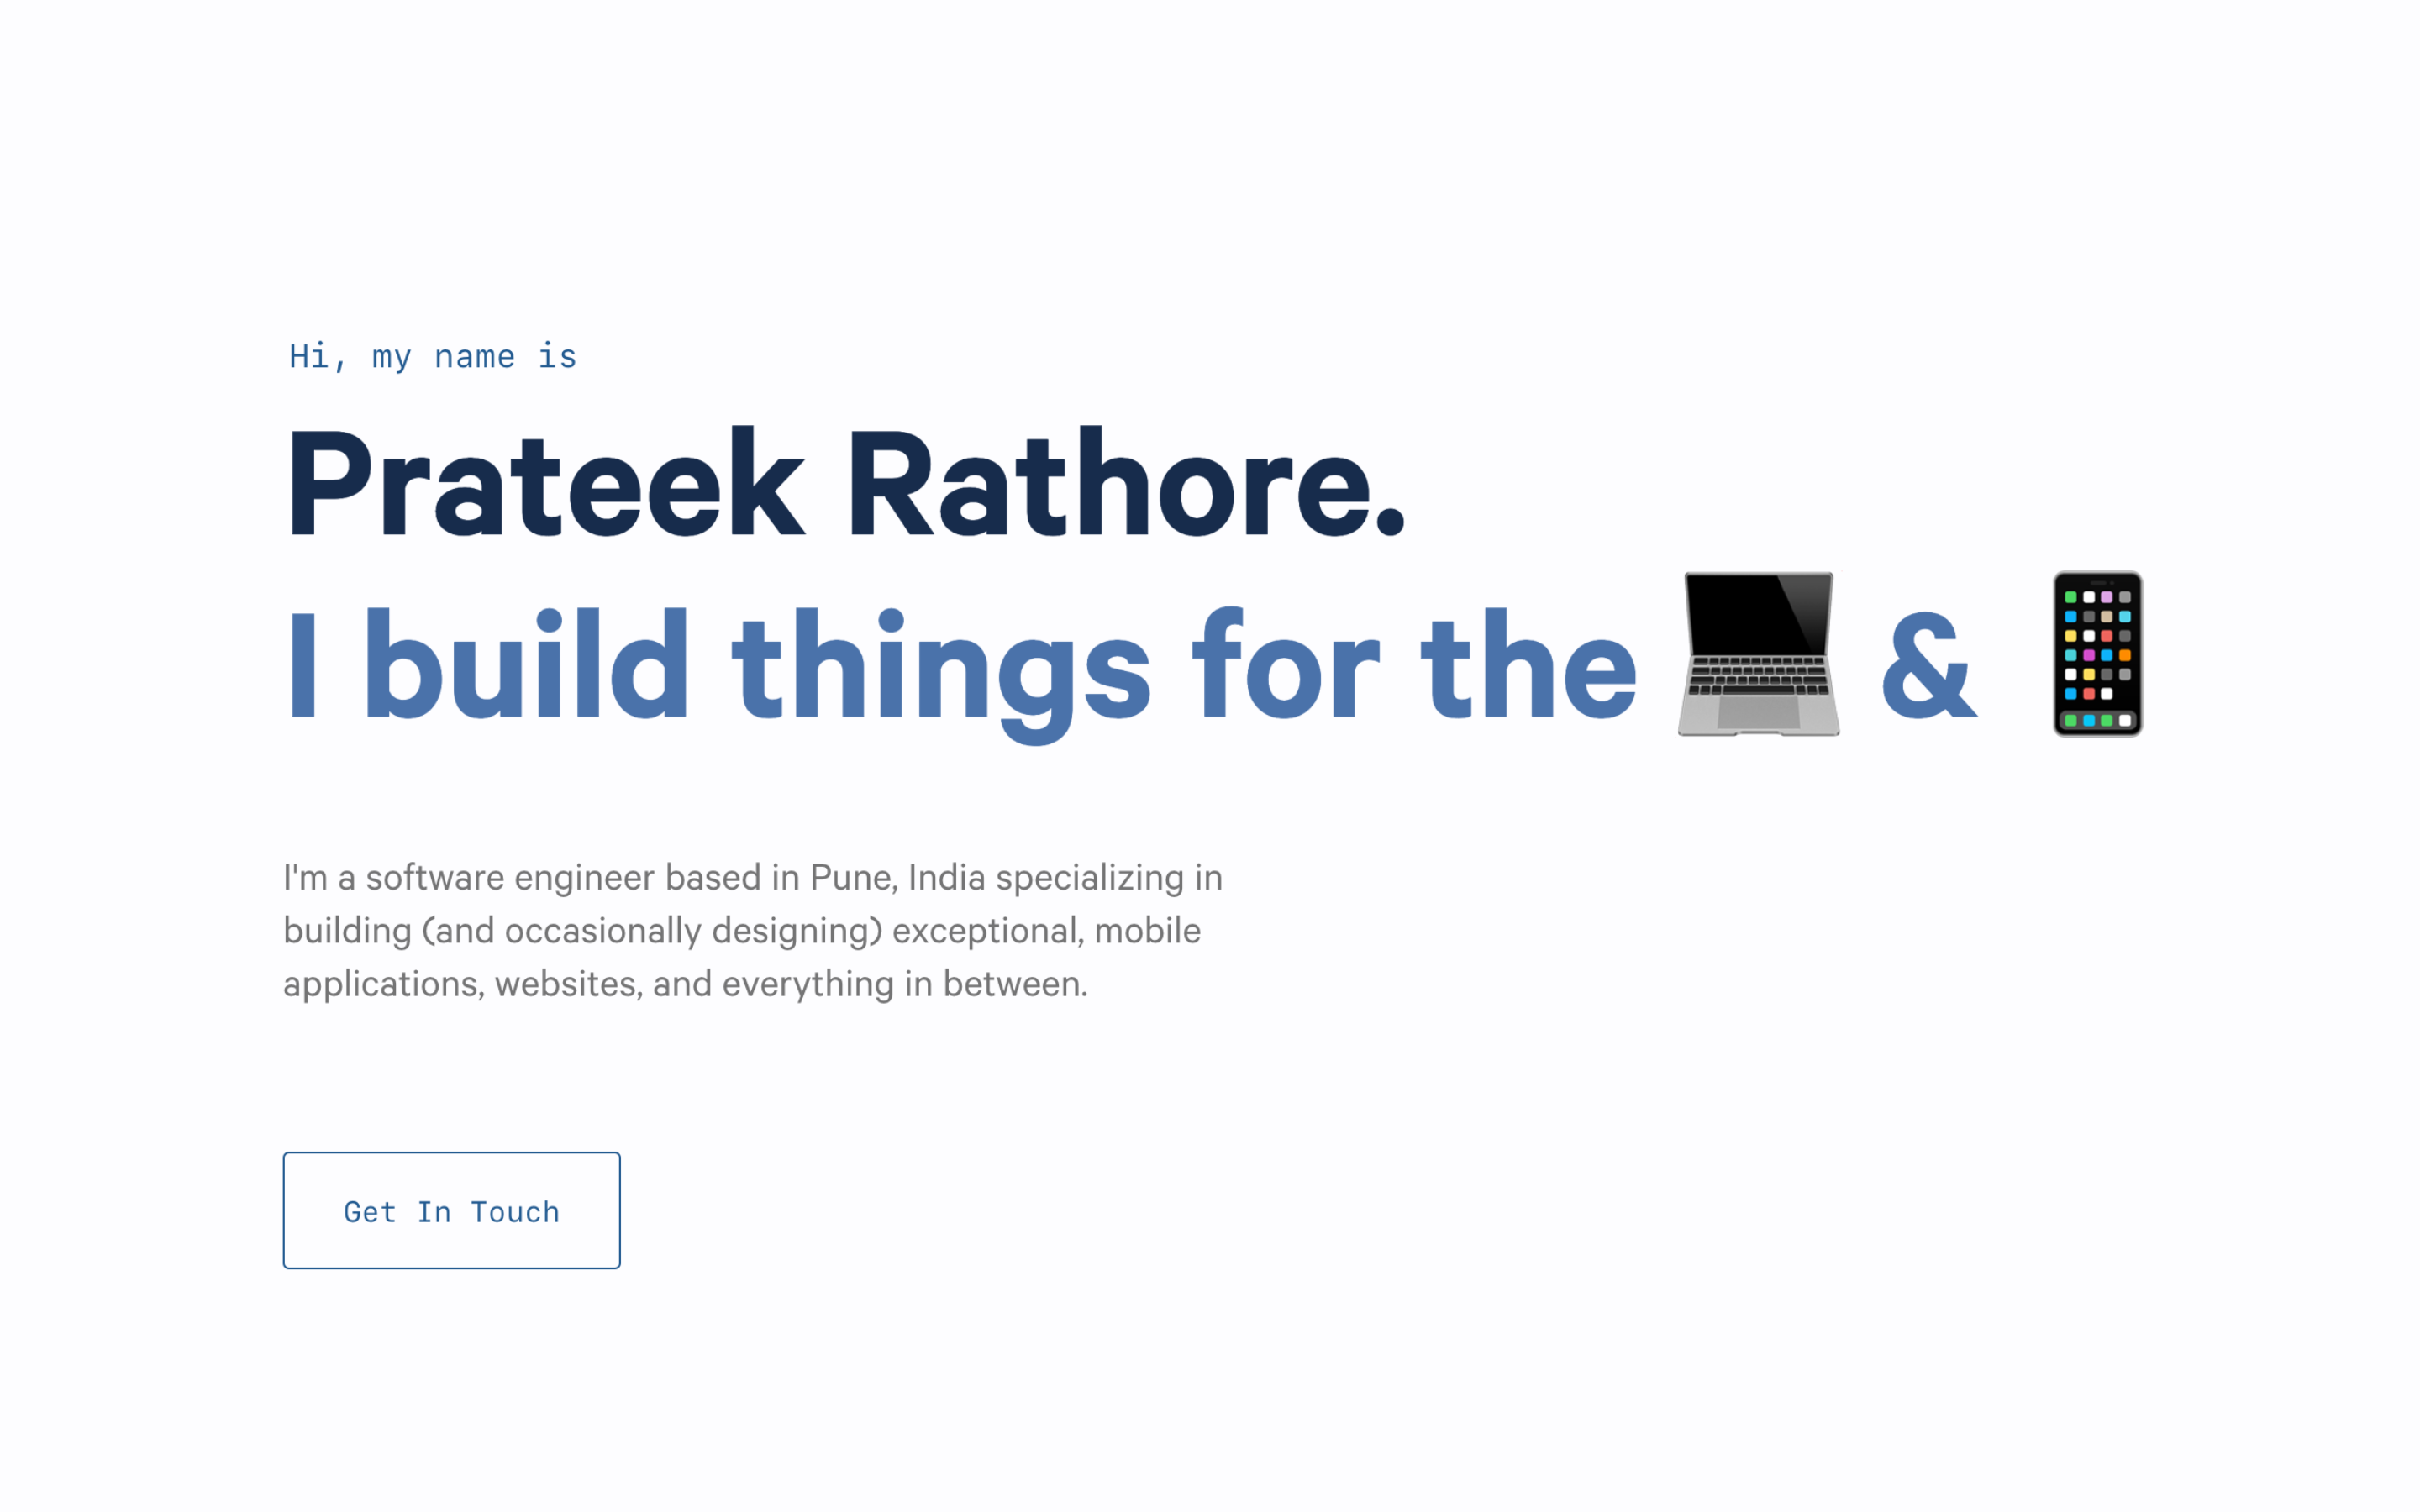 Hi, my name is
Prateek Rathore.
I build things for the 💻 & 📱
I'm a software engineer based in Pune, India specializing in
building (and occasionally designing) exceptional, mobile
applications, websites, and everything in between.
Get In Touch